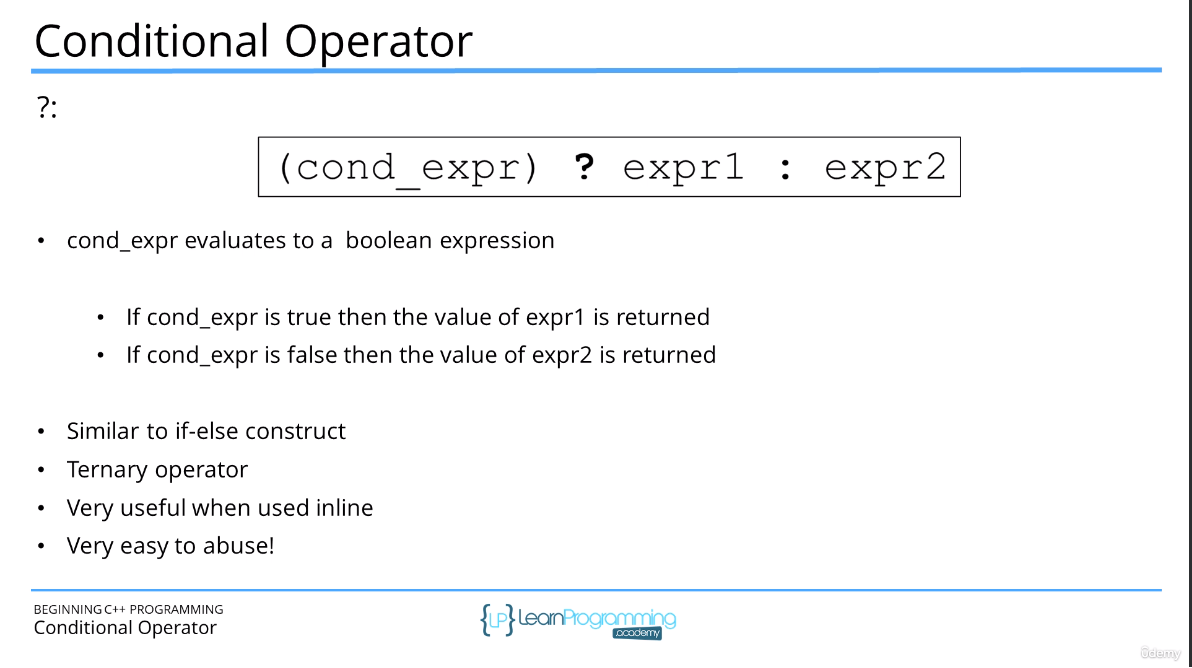 Conditional Operator
?:
(cond_expr) ? expr1 : expr2
• cond_expr evaluates to a boolean expression
• If cond_expr is true then the value of expr1 is returned
• If cond_expr is false then the value of expr2 is returned
• Similar to if-else construct
• Ternary operator
• Very useful when used inline
• Very easy to abuse!
BEGINNING C++ PROGRAMMING
Conditional Operator
{LP} LearnProgramming
.academy
ûdemy